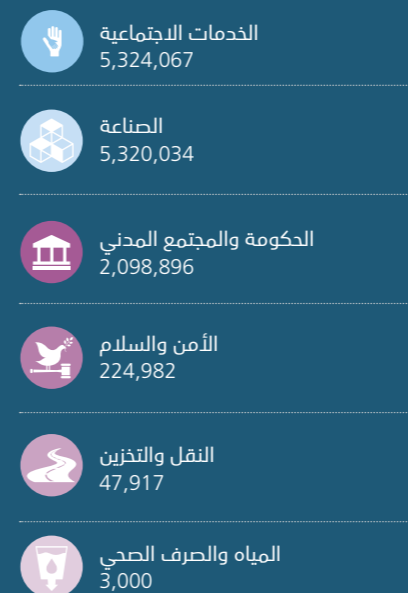 الخدمات الاجتماعية
5,324,067
الصناعة
5,320,034
الحكومة والمجتمع المدني
2,098,896
الأمن والسلام
224,982
النقل والتخزين
47,917
المياه والصرف الصحي
3,000